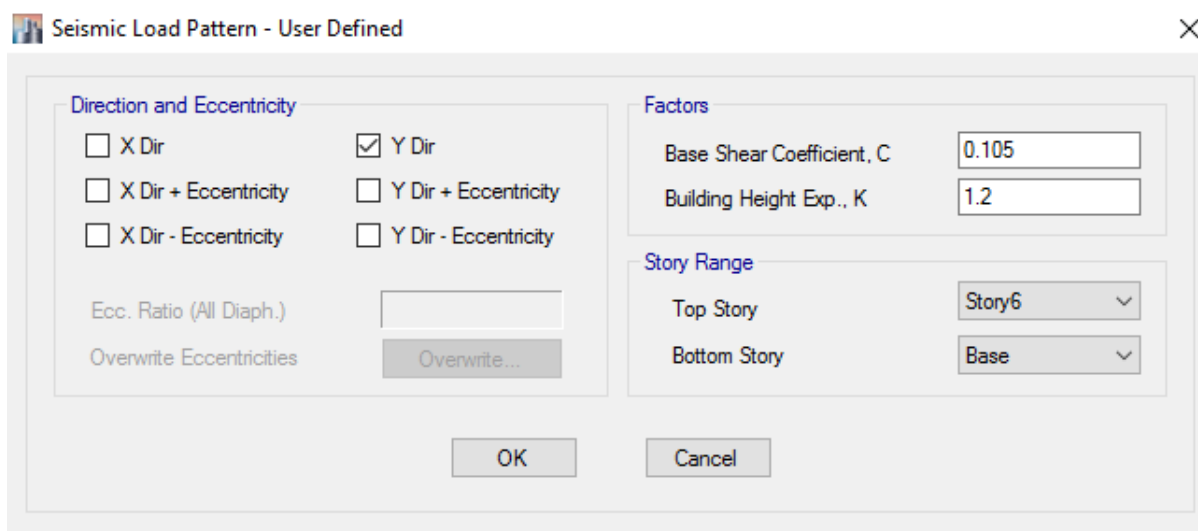 Seismic Load Pattern - User Defined
Direction and Eccentricity
X Dir
Y Dir
X Dir + Eccentricity
Y Dir + Eccentricity
X Dir - Eccentricity
Y Dir - Eccentricity
Ecc. Ratio (All Diaph.)
Overwrite Eccentricities
Overwrite...
Factors
Base Shear Coefficient, C
0.105
Building Height Exp., K
1.2
Story Range
Top Story
Story6
Bottom Story
Base
OK
Cancel